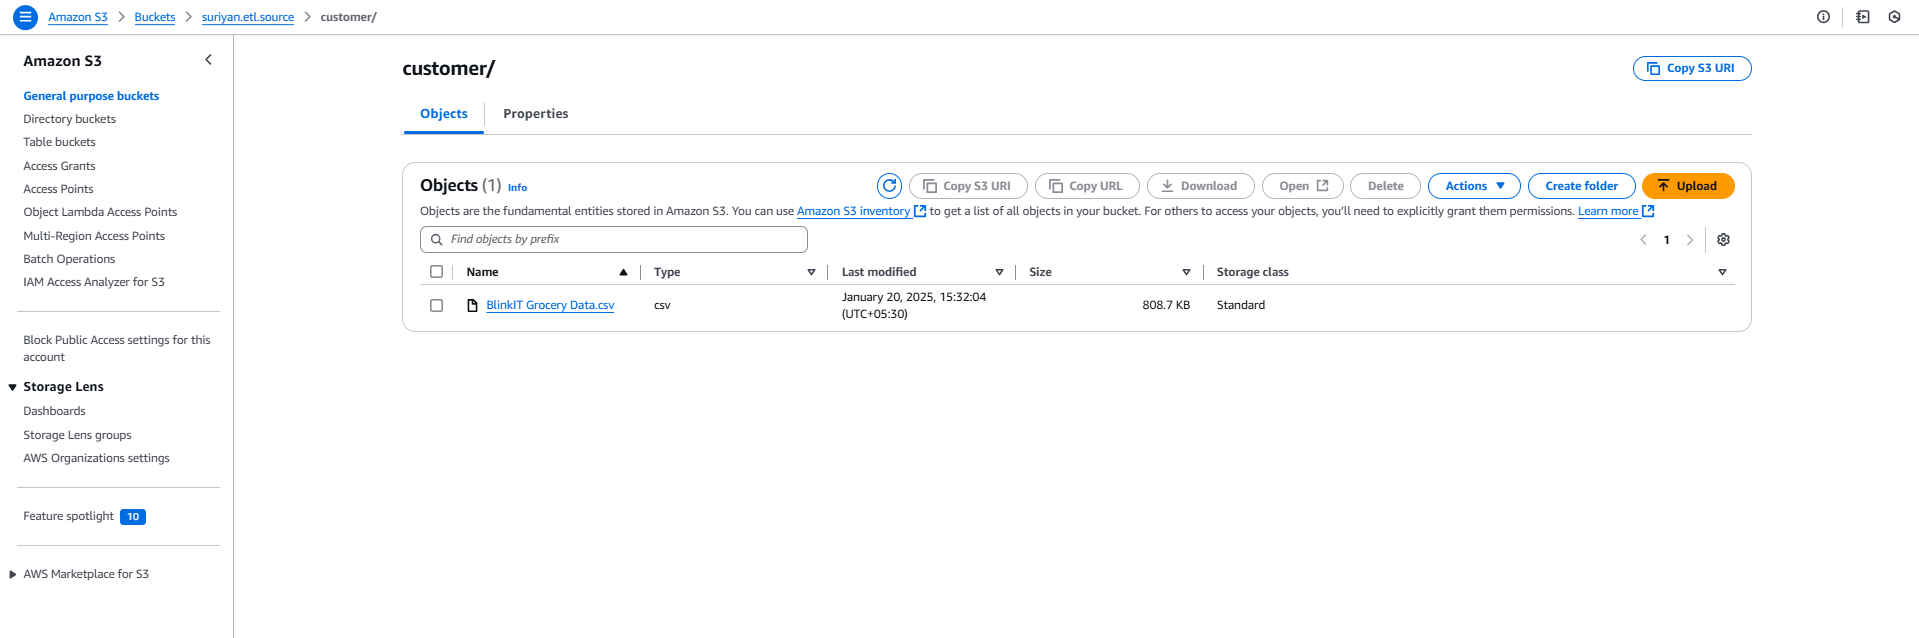 Amazon S3 > Buckets > suriyan.etl.source > customer/
Amazon S3
General purpose buckets
Directory buckets
Table buckets
Access Grants
Access Points
Object Lambda Access Points
Multi-Region Access Points
Batch Operations
IAM Access Analyzer for S3
Block Public Access settings for this
account
Storage Lens
Dashboards
Storage Lens groups
AWS Organizations settings
Feature spotlight 10
AWS Marketplace for S3
customer/
Copy S3 URI
Objects Properties
Objects (1) Info
Copy S3 URI Copy URL Download Open Delete Actions Create folder Upload
Objects are the fundamental entities stored in Amazon S3. You can use Amazon S3 inventory to get a list of all objects in your bucket. For others to access your objects, you’ll need to explicitly grant them permissions. Learn more
Find objects by prefix
1
Name Type Last modified Size Storage class
BlinkIT Grocery Data.csv csv January 20, 2025, 15:32:04 808.7 KB Standard
(UTC+05:30)